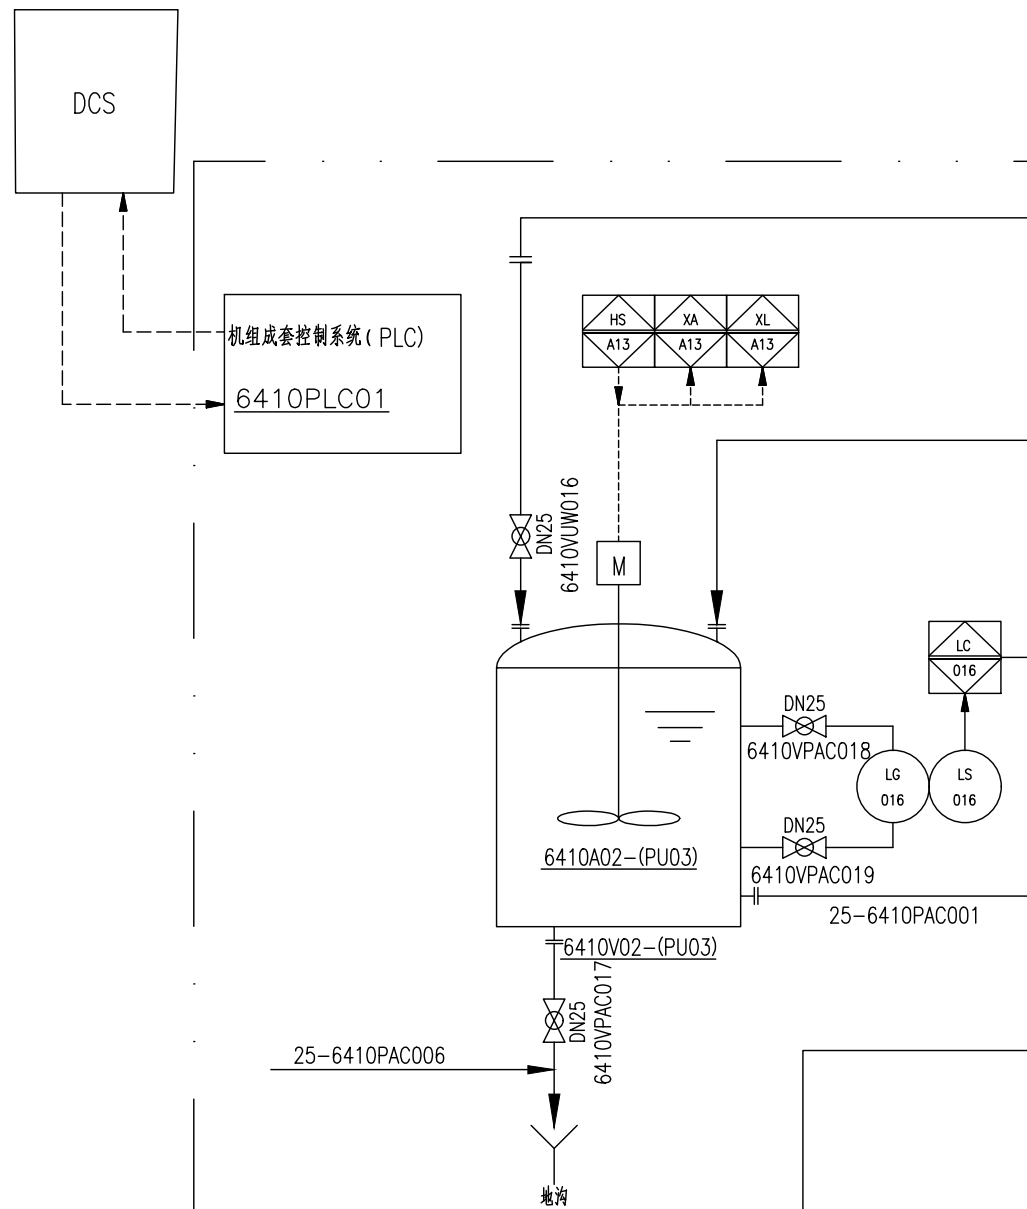 DCS
机组成套控制系统( PLC)
6410PLC01
HS
XA
XL
A13
A13
A13
DN25
6410VUW016
M
LC
016
DN25
6410VPAC018
LG
016
LS
016
DN25
6410VPAC019
6410A02-(PU03)
25-6410PAC001
6410V02-(PU03)
DN25
6410VPAC017
25-6410PAC006
地沟